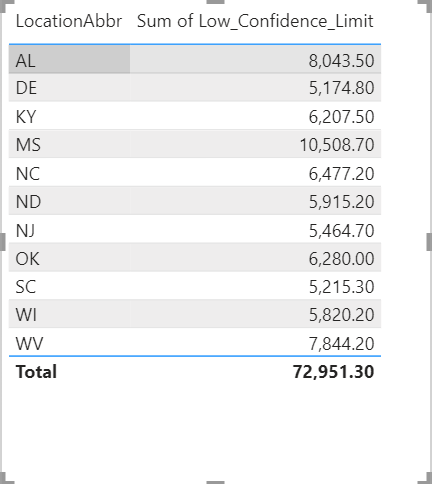 LocationAbbr Sum of Low_Confidence_Limit
AL 8,043.50
DE 5,174.80
KY 6,207.50
MS 10,508.70
NC 6,477.20
ND 5,915.20
NJ 5,464.70
OK 6,280.00
SC 5,215.30
WI 5,820.20
WV 7,844.20
Total 72,951.30